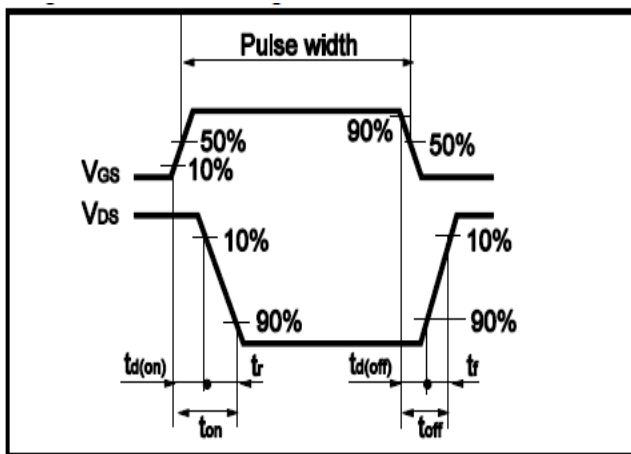 Pulse width
90%
50%
50%
10%
VGS
VDS
10%
10%
90%
90%
td(on)
tr
td(off)
tf
ton
toff